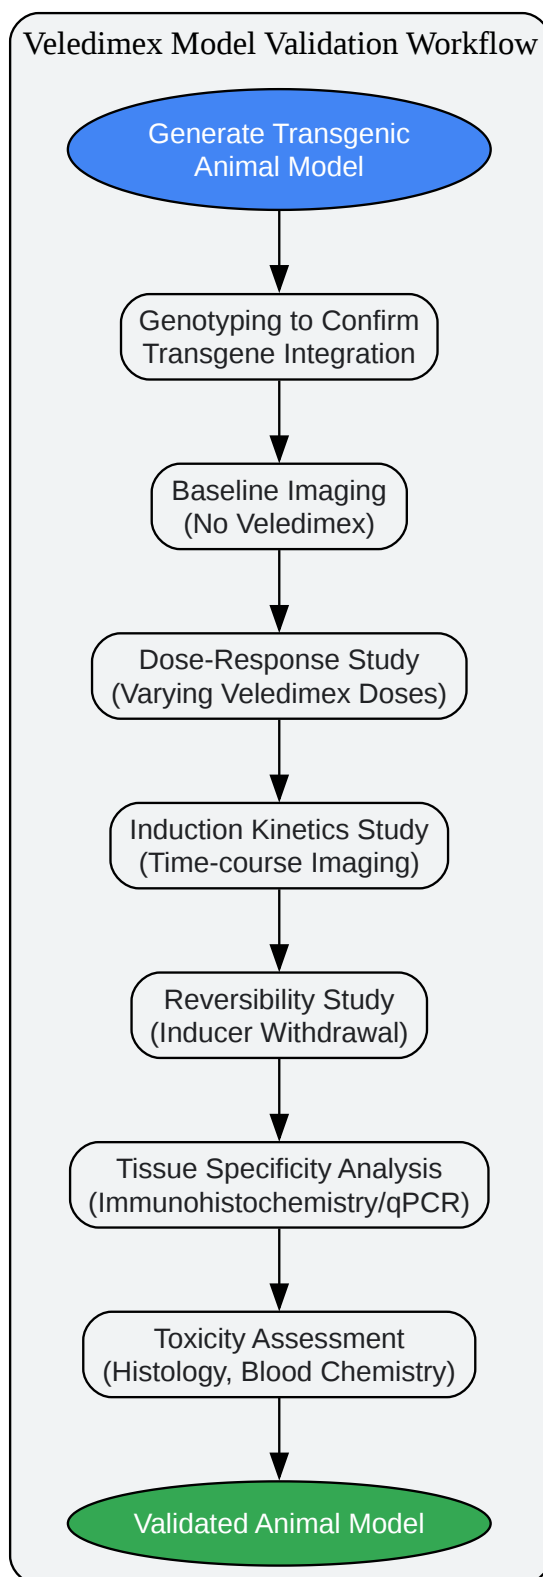 Veledimex Model Validation Workflow
Generate Transgenic
Animal Model
Genotyping to Confirm
Transgene Integration
Baseline Imaging
(No Veledimex)
Dose-Response Study
(Varying Veledimex Doses)
Induction Kinetics Study
(Time-course Imaging)
Reversibility Study
(Inducer Withdrawal)
Tissue Specificity Analysis
(Immunohistochemistry/qPCR)
Toxicity Assessment
(Histology, Blood Chemistry)
Validated Animal Model